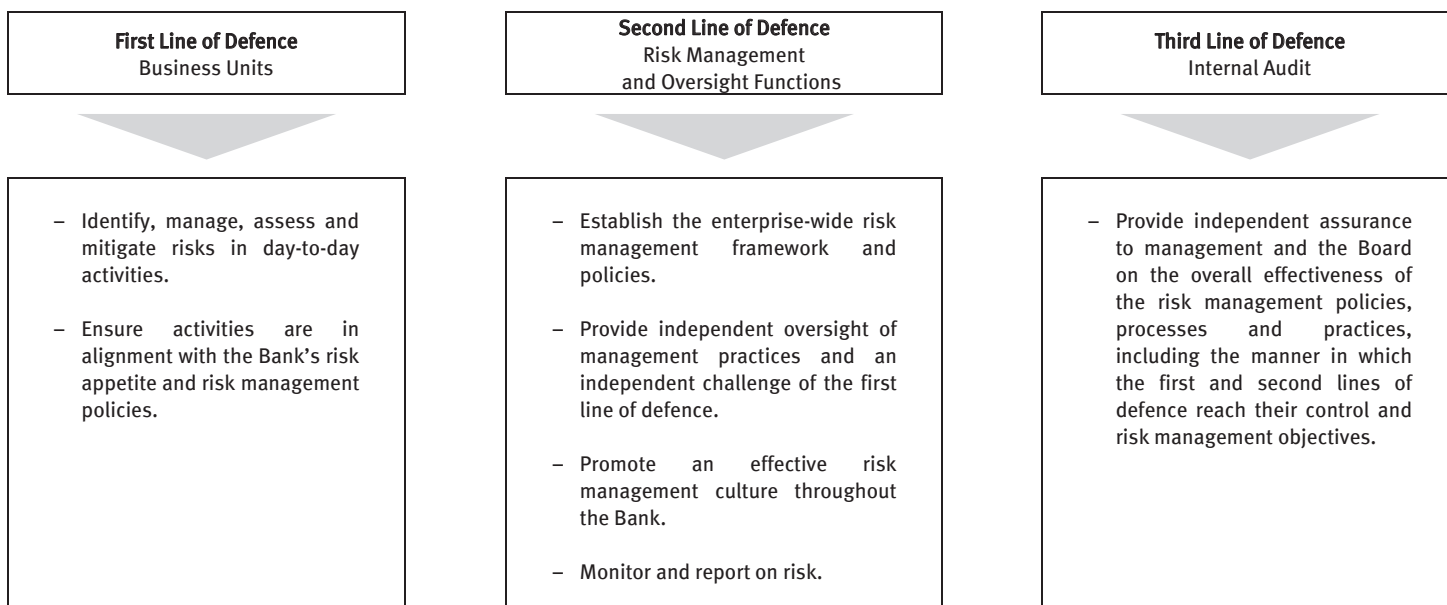 First Line of Defence
Business Units
– Identify, manage, assess and
mitigate risks in day-to-day
activities.
– Ensure activities are in
alignment with the Bank’s risk
appetite and risk management
policies.
Second Line of Defence
Risk Management
and Oversight Functions
– Establish the enterprise-wide risk
management framework and
policies.
– Provide independent oversight of
management practices and an
independent challenge of the first
line of defence.
– Promote an effective risk
management culture throughout
the Bank.
– Monitor and report on risk.
Third Line of Defence
Internal Audit
– Provide independent assurance
to management and the Board
on the overall effectiveness of
the risk management policies,
processes and practices,
including the manner in which
the first and second lines of
defence reach their control and
risk management objectives.